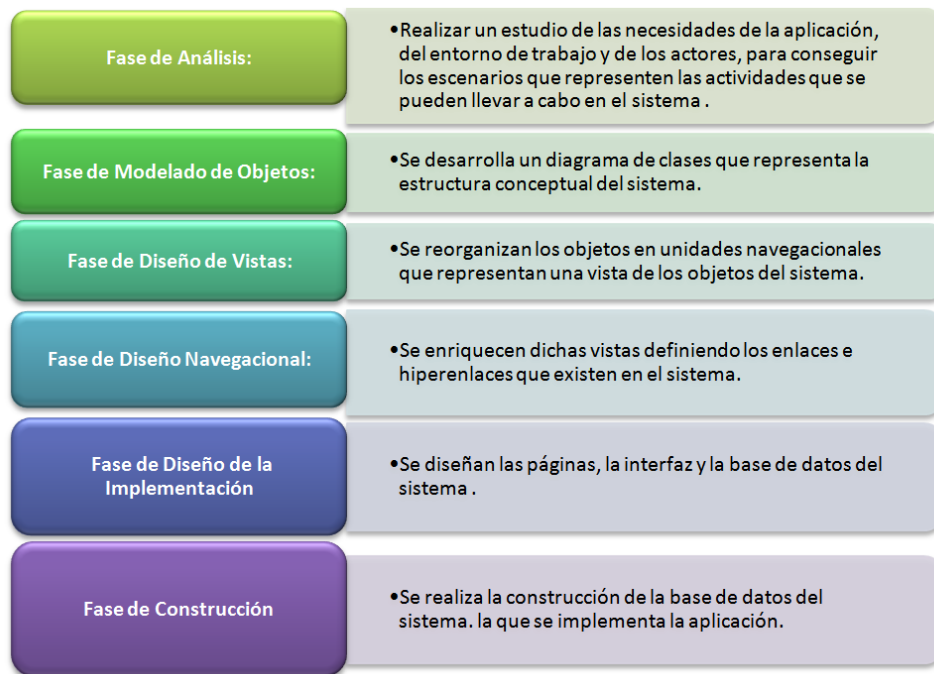 Fase de Análisis:
•Realizar un estudio de las necesidades de la aplicación,
del entorno de trabajo y de los actores, para conseguir
los escenarios que representen las actividades que se
pueden llevar a cabo en el sistema .
Fase de Modelado de Objetos:
•Se desarrolla un diagrama de clases que representa la
estructura conceptual del sistema.
Fase de Diseño de Vistas:
•Se reorganizan los objetos en unidades navegacionales
que representan una vista de los objetos del sistema.
Fase de Diseño Navegacional:
•Se enriquecen dichas vistas definiendo los enlaces e
hiperenlaces que existen en el sistema.
Fase de Diseño de la
Implementación
•Se diseñan las páginas, la interfaz y la base de datos del
sistema .
Fase de Construcción
•Se realiza la construcción de la base de datos del
sistema. la que se implementa la aplicación.